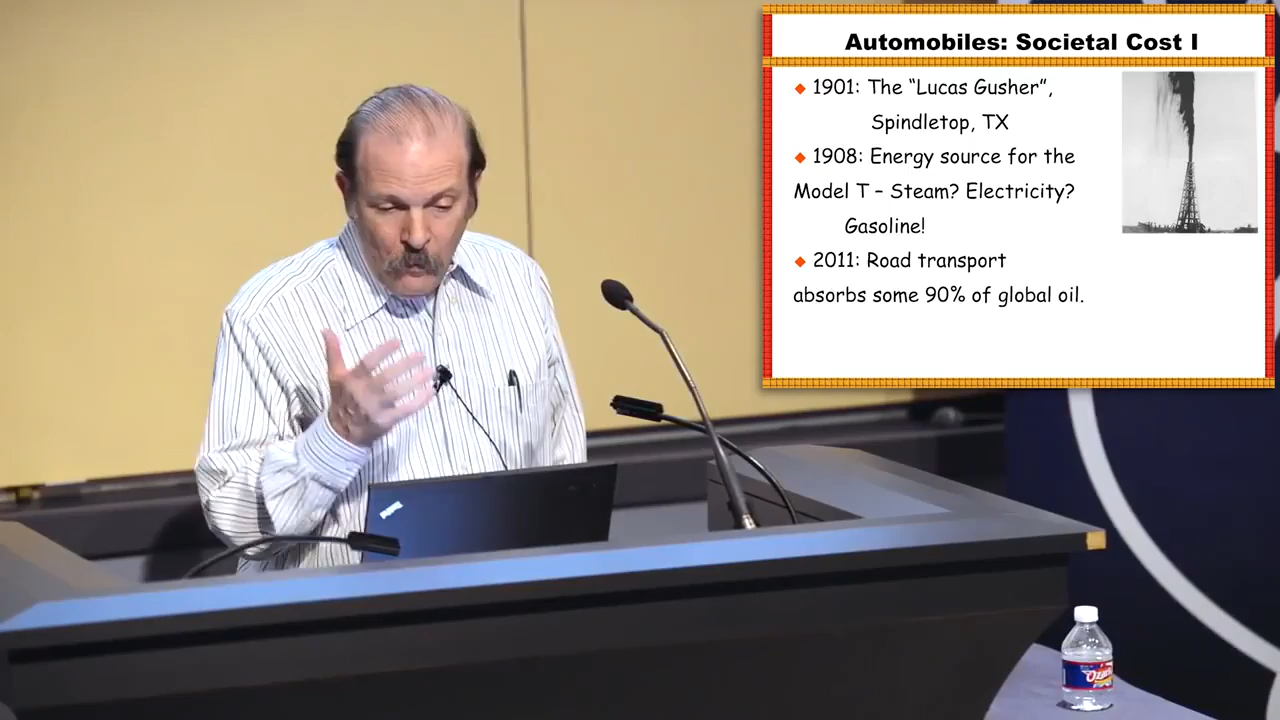 Automobiles: Societal Cost I
◆ 1901: The “Lucas Gusher”,
Spindletop, TX
◆ 1908: Energy source for the
Model T – Steam? Electricity?
Gasoline!
◆ 2011: Road transport
absorbs some 90% of global oil.